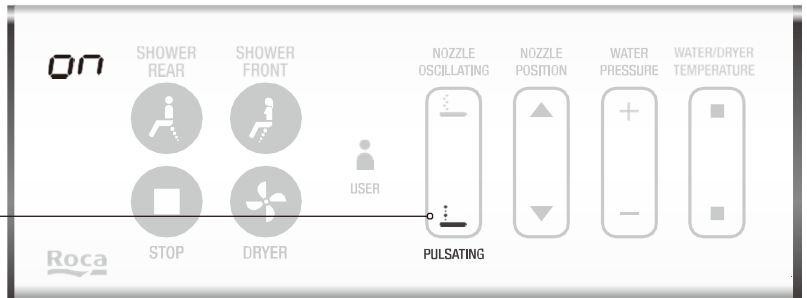 on
SHOWER
REAR
SHOWER
FRONT
NOZZLE
OSCILLATING
NOZZLE
POSITION
WATER
PRESSURE
WATER/DRYER
TEMPERATURE
USER
STOP
DRYER
PULSATING
Roca